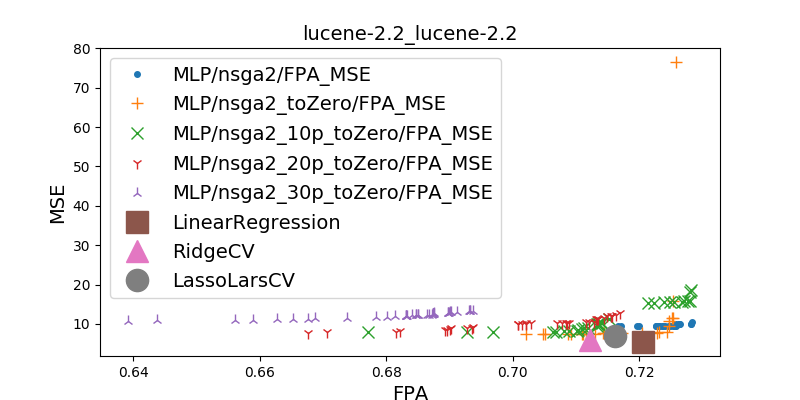 lucene-2.2_lucene-2.2
80
70
60
50
40
30
20
10
MSE
MLP/nsga2/FPA_MSE
MLP/nsga2_toZero/FPA_MSE
MLP/nsga2_10p_toZero/FPA_MSE
MLP/nsga2_20p_toZero/FPA_MSE
MLP/nsga2_30p_toZero/FPA_MSE
LinearRegression
RidgeCV
LassoLarsCV
0.64 0.66 0.68 0.70 0.72
FPA